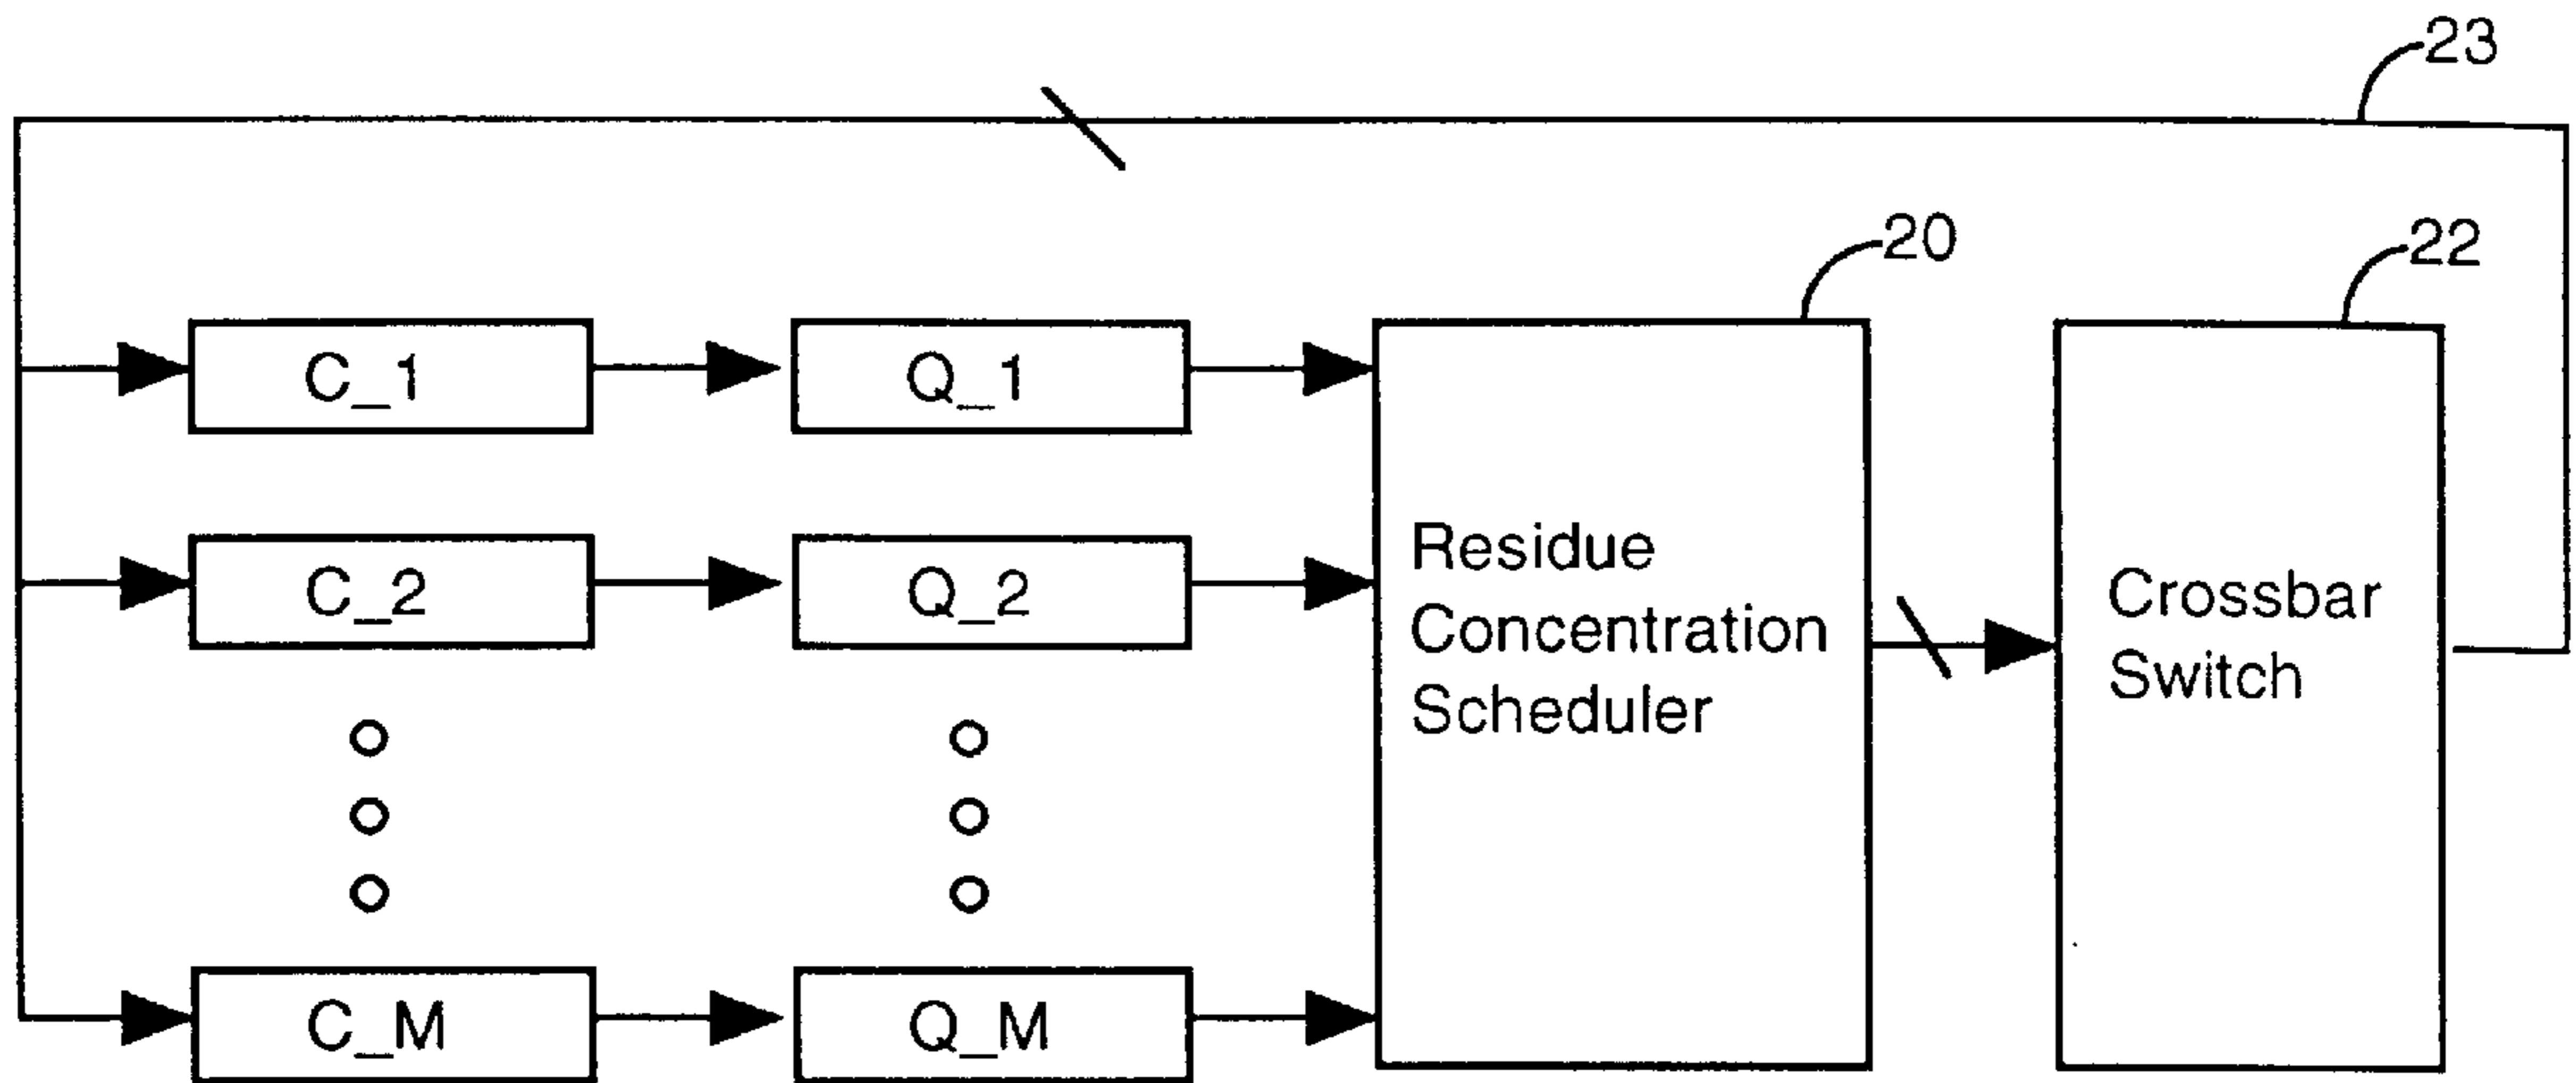 23
20
22
C_1
Q_1
C_2
Q_2
Residue
Concentration
Scheduler
Crossbar
Switch
C_M
Q_M